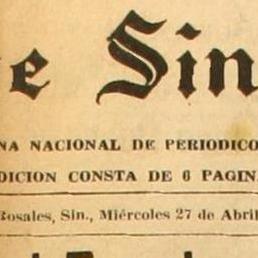 e Sin
NA NACIONAL DE PERIODICO
DICION CONSTA DE 6 PAGIN
Rosales, Sin., Miércoles 27 de Abril